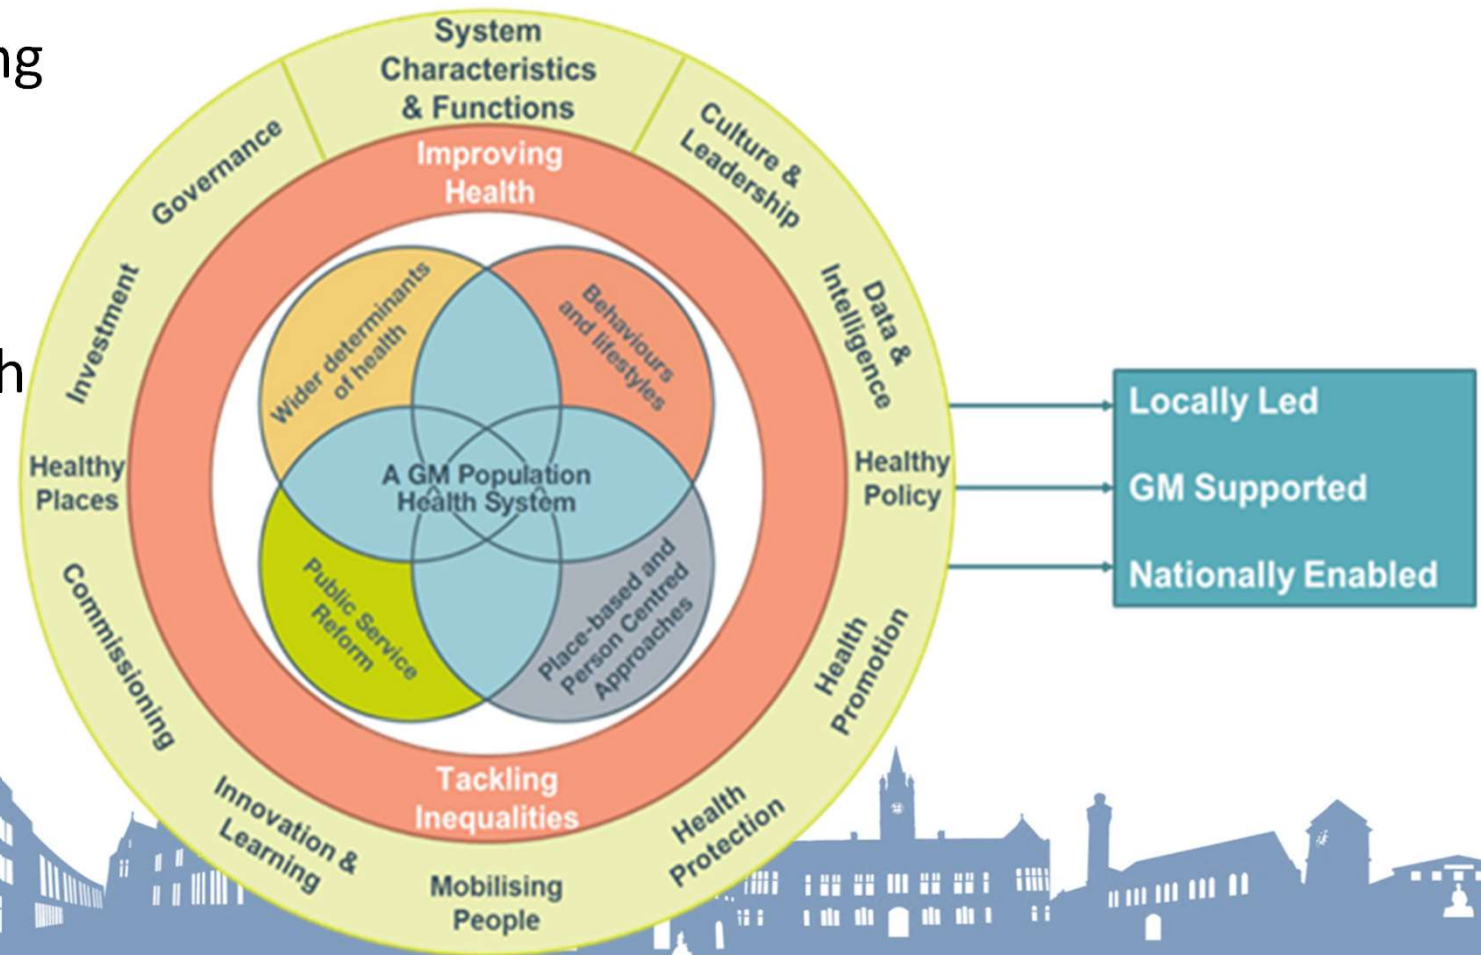 ng
h
System
Characteristics
& Functions
Culture &
Leadership
Data &
Intelligence
Healthy
Policy
Health
Promotion
Health
Protection
Mobilising
People
Innovation &
Learning
Commissioning
Healthy
Places
Investment
Governance
Improving
Health
Tackling
Inequalities
Wider determinants
of health
Behaviours
and lifestyles
A GM Population
Health System
Public Service
Reform
Place-based and
Person Centred
Approaches
Locally Led
GM Supported
Nationally Enabled